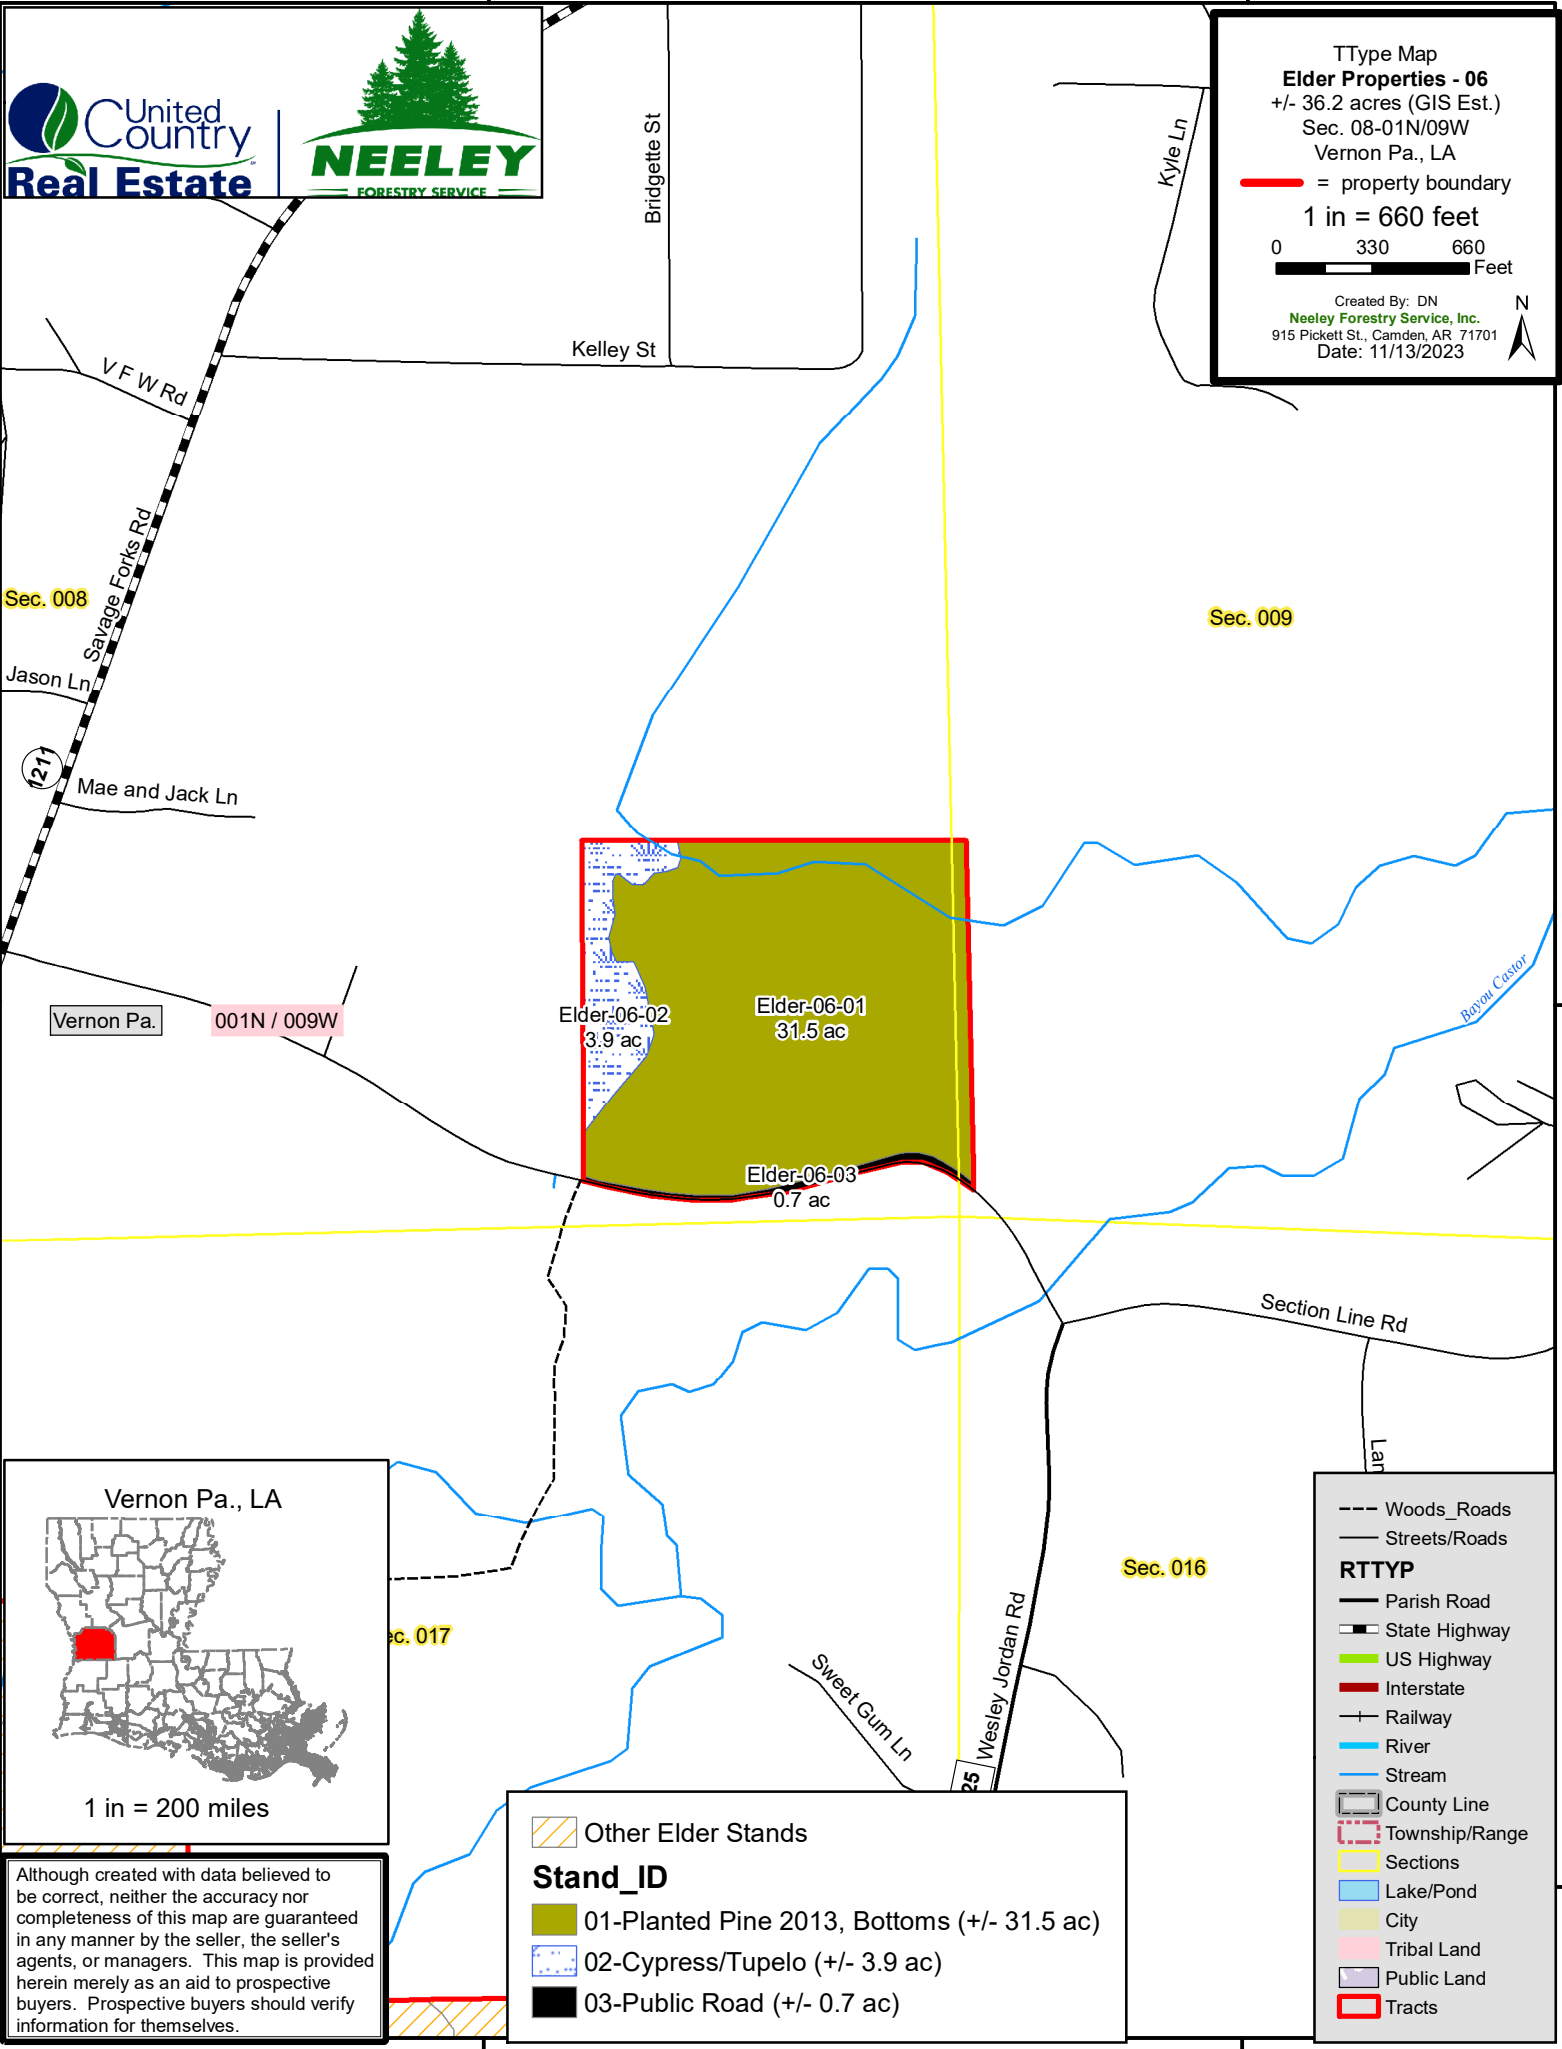 United
Country
Real Estate
NEELEY
FORESTRY SERVICE
TType Map
Elder Properties - 06
+/- 36.2 acres (GIS Est.)
Sec. 08-01N/09W
Vernon Pa., LA
= property boundary
1 in = 660 feet
0 330 660
Feet
Created By: DN
N
Neeley Forestry Service, Inc.
915 Pickett St., Camden, AR 71701
Date: 11/13/2023
Bridgette St
Kyle Ln
Kelley St
V F W Rd
Savage Forks Rd
Sec. 008
Sec. 009
Jason Ln
1211
Mae and Jack Ln
Bayou Castor
Vernon Pa.
001N / 009W
Elder-06-02
3.9 ac
Elder-06-01
31.5 ac
Elder-06-03
0.7 ac
Section Line Rd
Lan
Sec. 016
ec. 017
Wesley Jordan Rd
Sweet Gum Ln
25
Vernon Pa., LA
1 in = 200 miles
Although created with data believed to
be correct, neither the accuracy nor
completeness of this map are guaranteed
in any manner by the seller, the seller's
agents, or managers. This map is provided
herein merely as an aid to prospective
buyers. Prospective buyers should verify
information for themselves.
Other Elder Stands
Stand_ID
01-Planted Pine 2013, Bottoms (+/- 31.5 ac)
02-Cypress/Tupelo (+/- 3.9 ac)
03-Public Road (+/- 0.7 ac)
Woods_Roads
Streets/Roads
RTTYP
Parish Road
State Highway
US Highway
Interstate
Railway
River
Stream
County Line
Township/Range
Sections
Lake/Pond
City
Tribal Land
Public Land
Tracts